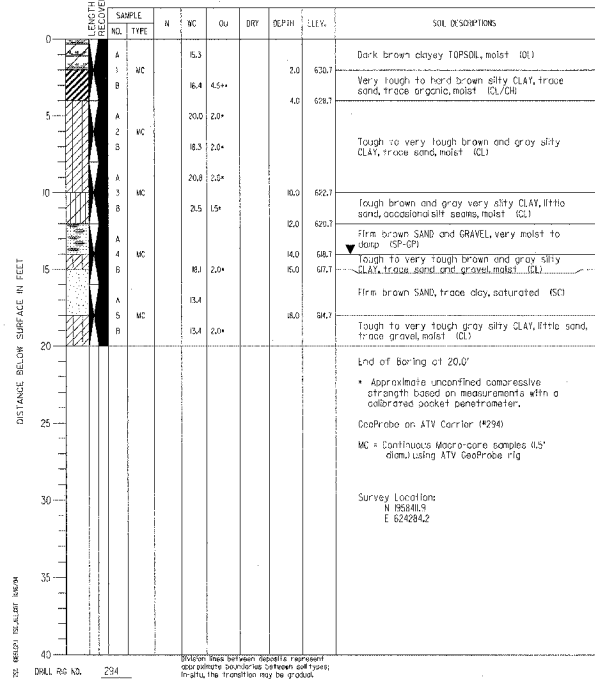 LENGTH RECOVERY
SAMPLE N WC Qu DRY DEPTH ELEV. SOIL DESCRIPTIONS
NO. TYPE
0
A 15.3 Dark brown clayey TOPSOIL, moist (OL)
1 MC 2.0 630.7
B 16.4 4.5+* Very tough to hard brown silty CLAY, trace
sand, trace organic, moist (CL/CH)
4.0 628.7
5
A 20.0 2.0*
2 MC
B 18.3 2.0* Tough to very tough brown and gray silty
CLAY, trace sand, moist (CL)
A 20.8 2.0*
10 3 MC 10.0 622.7
B 21.5 1.5* Tough brown and gray very silty CLAY, little
sand, occasional silt seams, moist (CL)
12.0 620.7
A Firm brown SAND and GRAVEL, very moist to
damp (SP-GP)
4 MC 14.0 618.7
15 B 18.1 2.0* 15.0 617.7 Tough to very tough brown and gray silty
CLAY, trace sand and gravel, moist (CL)
A 13.4 Firm brown SAND, trace clay, saturated (SC)
5 MC 18.0 614.7
B 13.4 2.0* Tough to very tough gray silty CLAY, little sand,
trace gravel, moist (CL)
20
End of Boring at 20.0'
* Approximate unconfined compressive
strength based on measurements with a
calibrated pocket penetrometer.
GeoProbe on ATV Carrier (#294)
MC = Continuous Macro-core samples (1.5"
diam.) using ATV GeoProbe rig
Survey Location:
N 1958411.9
E 624284.2
25
30
35
40
DISTANCE BELOW SURFACE IN FEET
DRILL RIG NO. 294
Division lines between deposits represent
approximate boundaries between soil types;
in-situ, the transition may be gradual.